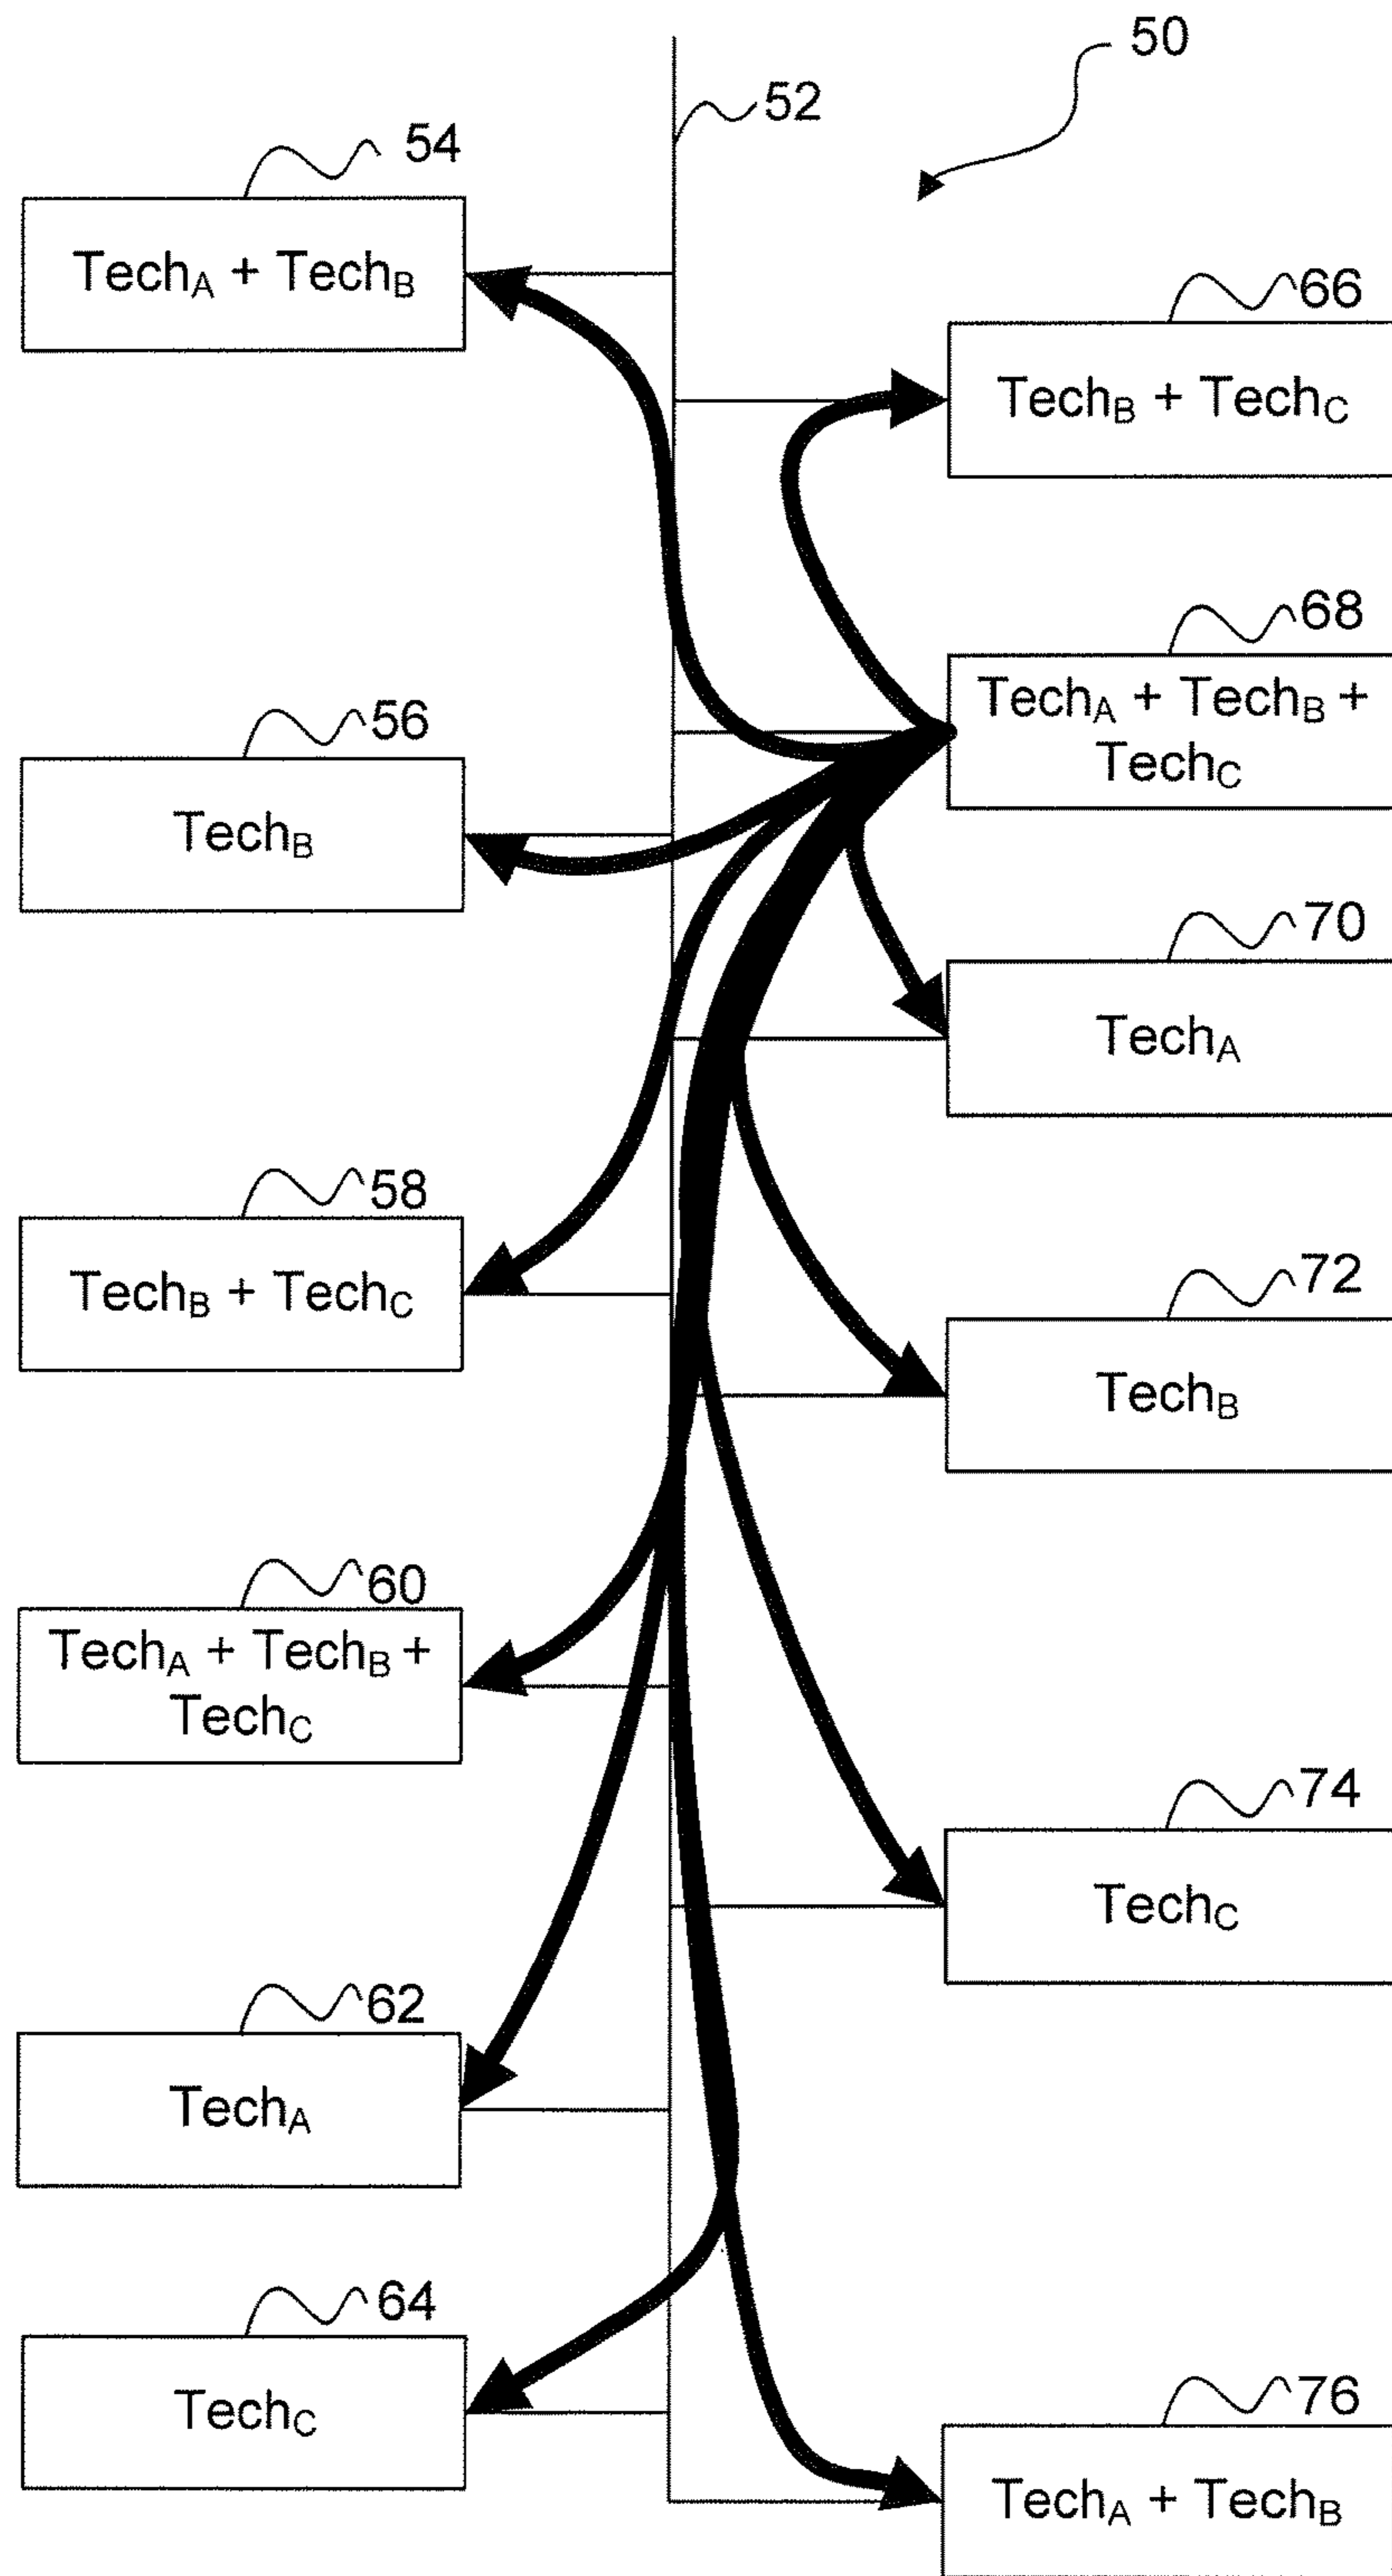 50
52
54
TechA + TechB
66
TechB + TechC
68
TechA + TechB +
TechC
56
TechB
70
TechA
58
TechB + TechC
72
TechB
60
TechA + TechB +
TechC
74
TechC
62
TechA
64
TechC
76
TechA + TechB